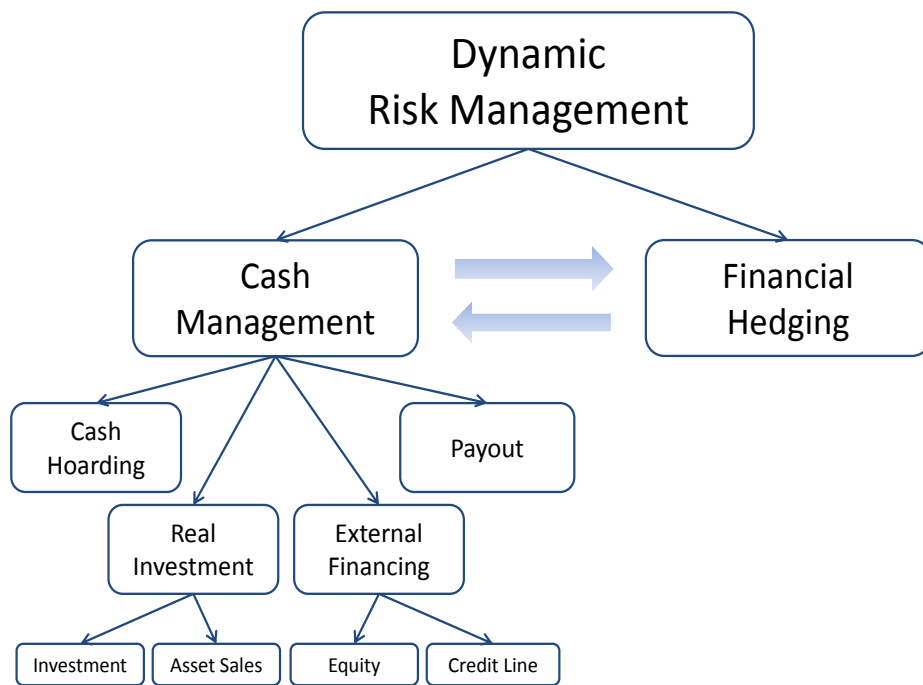 Dynamic
Risk Management
Cash
Management
Financial
Hedging
Cash
Hoarding
Payout
Real
Investment
External
Financing
Investment
Asset Sales
Equity
Credit Line